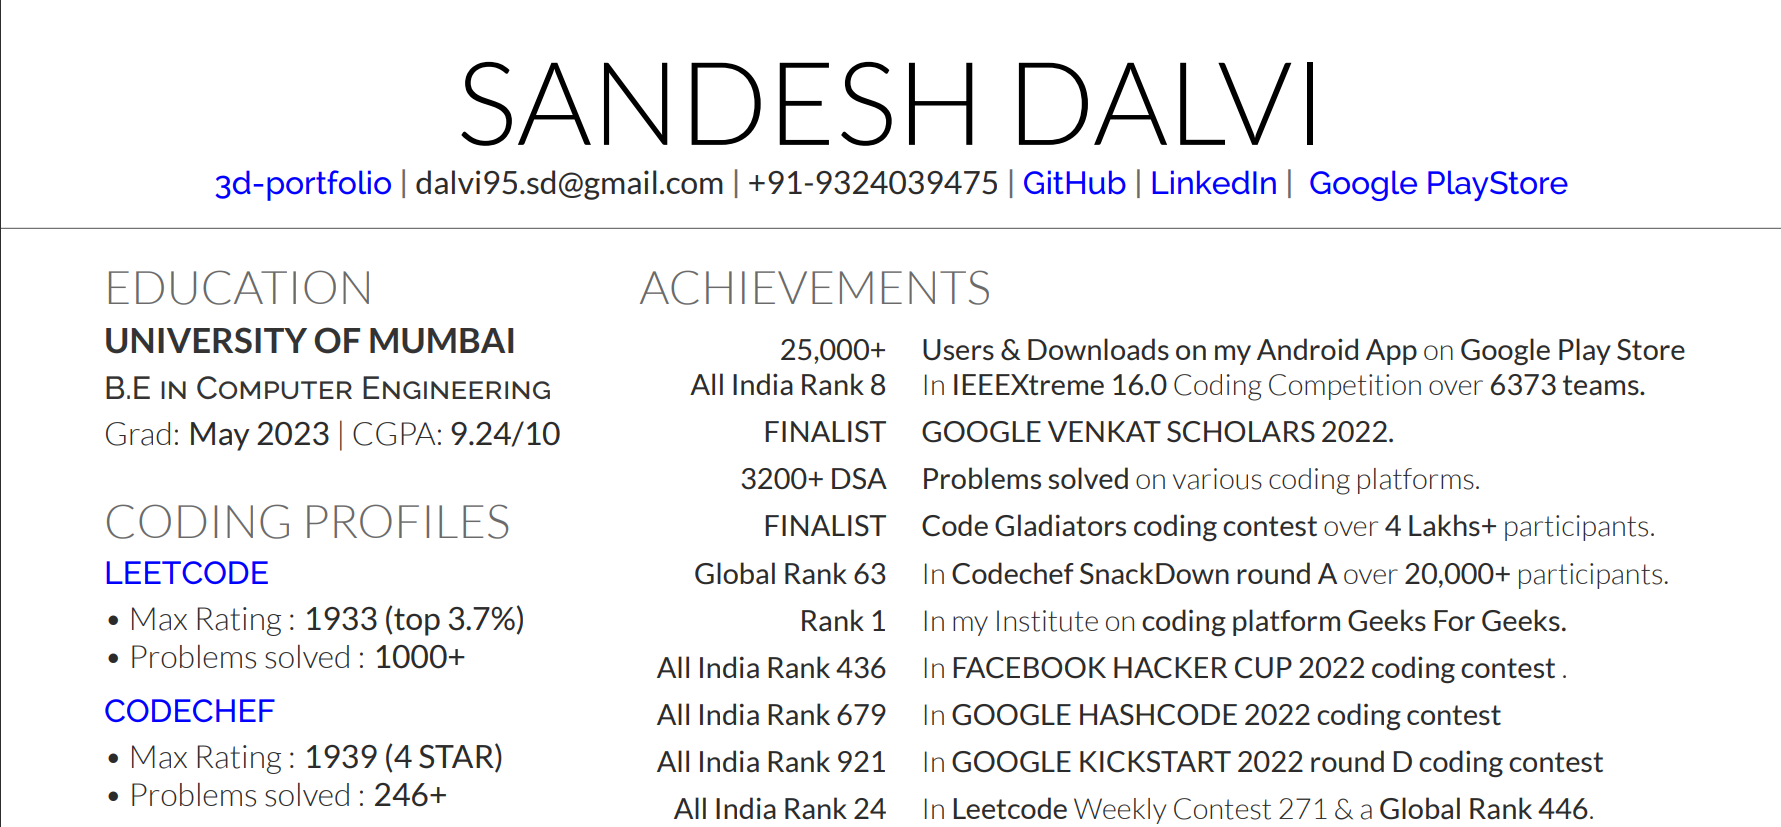 SANDESH DALVI
3d-portfolio | dalvi95.sd@gmail.com | +91-9324039475 | GitHub | LinkedIn | Google PlayStore
EDUCATION
UNIVERSITY OF MUMBAI
B.E IN COMPUTER ENGINEERING
Grad: May 2023 | CGPA: 9.24/10
CODING PROFILES
LEETCODE
• Max Rating : 1933 (top 3.7%)
• Problems solved : 1000+
CODECHEF
• Max Rating : 1939 (4 STAR)
• Problems solved : 246+
ACHIEVEMENTS
25,000+ Users & Downloads on my Android App on Google Play Store
All India Rank 8 In IEEEXtreme 16.0 Coding Competition over 6373 teams.
FINALIST GOOGLE VENKAT SCHOLARS 2022.
3200+ DSA Problems solved on various coding platforms.
FINALIST Code Gladiators coding contest over 4 Lakhs+ participants.
Global Rank 63 In Codechef SnackDown round A over 20,000+ participants.
Rank 1 In my Institute on coding platform Geeks For Geeks.
All India Rank 436 In FACEBOOK HACKER CUP 2022 coding contest .
All India Rank 679 In GOOGLE HASHCODE 2022 coding contest
All India Rank 921 In GOOGLE KICKSTART 2022 round D coding contest
All India Rank 24 In Leetcode Weekly Contest 271 & a Global Rank 446.